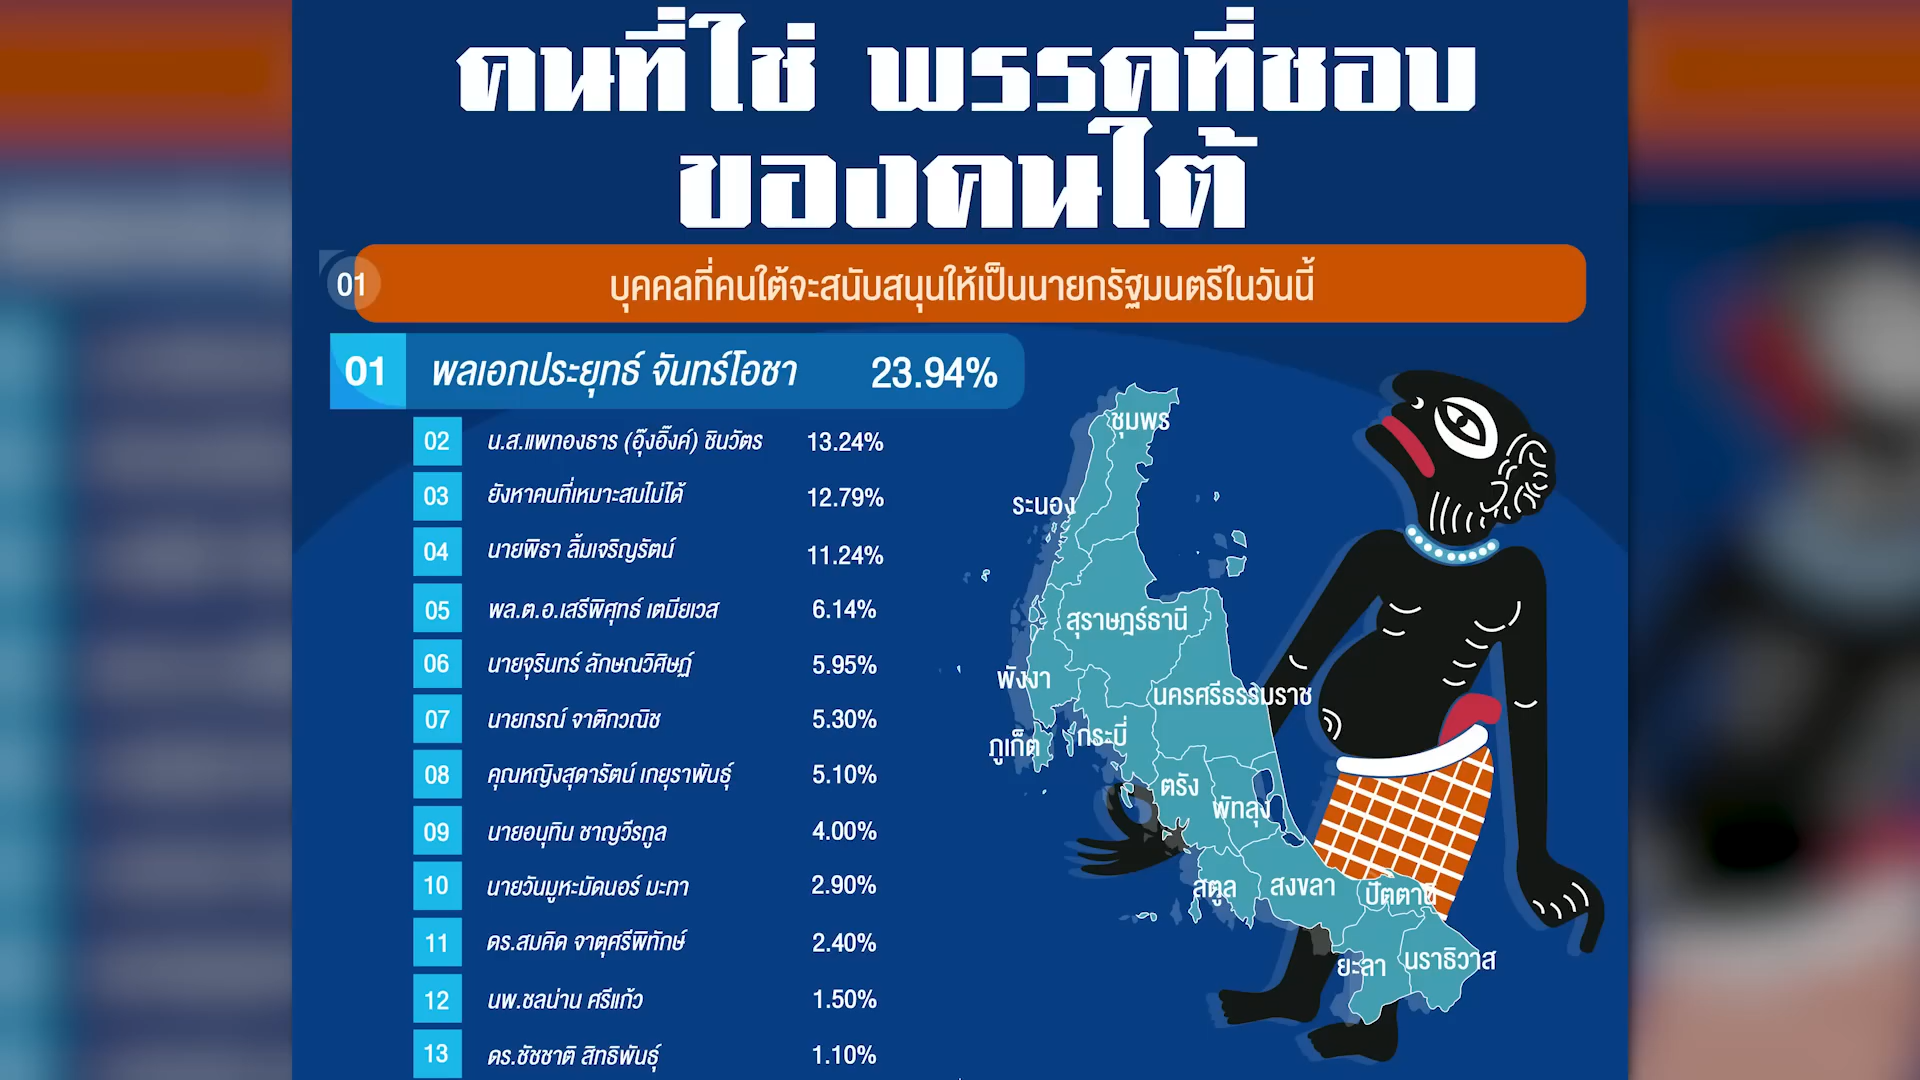 คนที่ใช่ พรรคที่ชอบ
ของคนใต้
01 บุคคลที่คนใต้จะสนับสนุนให้เป็นนายกรัฐมนตรีในวันนี้
01 พลเอกประยุทธ์ จันทร์โอชา 23.94%
02 น.ส.แพทองธาร (อุ๊งอิ๊งค์) ชินวัตร 13.24%
03 ยังหาคนที่เหมาะสมไม่ได้ 12.79%
04 นายพิธา ลิ้มเจริญรัตน์ 11.24%
05 พล.ต.อ.เสรีพิศุทธ์ เตมียเวส 6.14%
06 นายจุรินทร์ ลักษณวิศิษฏ์ 5.95%
07 นายกรณ์ จาติกวณิช 5.30%
08 คุณหญิงสุดารัตน์ เกยุราพันธุ์ 5.10%
09 นายอนุทิน ชาญวีรกูล 4.00%
10 นายวันมูหะมัดนอร์ มะทา 2.90%
11 ดร.สมคิด จาตุศรีพิทักษ์ 2.40%
12 นพ.ชลน่าน ศรีแก้ว 1.50%
13 ดร.ชัชชาติ สิทธิพันธุ์ 1.10%
ชุมพร
ระนอง
สุราษฎร์ธานี
พังงา
นครศรีธรรมราช
ภูเก็ต
กระบี่
ตรัง
พัทลุง
สตูล
สงขลา
ปัตตานี
ยะลา
นราธิวาส